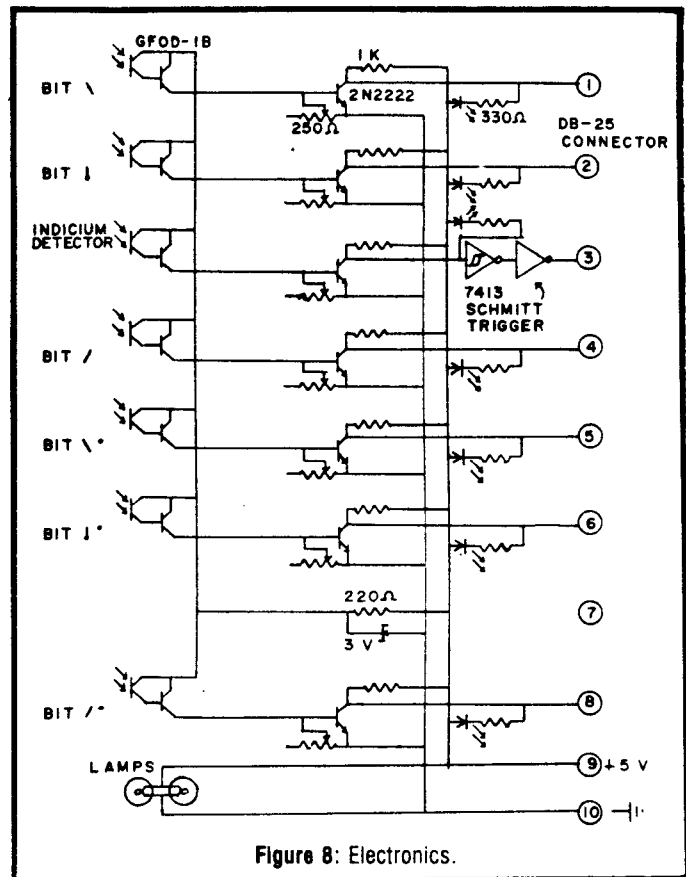 GFOD-1B
1K
BIT \
2N2222
①
250Ω
330Ω
DB-25
CONNECTOR
BIT ↓
②
INDICIUM
DETECTOR
③
7413
SCHMITT
TRIGGER
BIT /
④
BIT \*
⑤
BIT ↓*
⑥
220Ω
⑦
3 V
BIT /*
⑧
LAMPS
⑨ +5 V
⑩
Figure 8: Electronics.